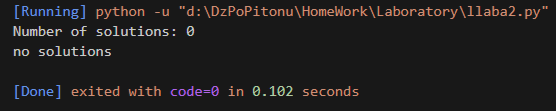 [Running] python -u "d:\DzPoPitonu\HomeWork\Laboratory\llaba2.py"
Number of solutions: 0
no solutions
[Done] exited with code=0 in 0.102 seconds